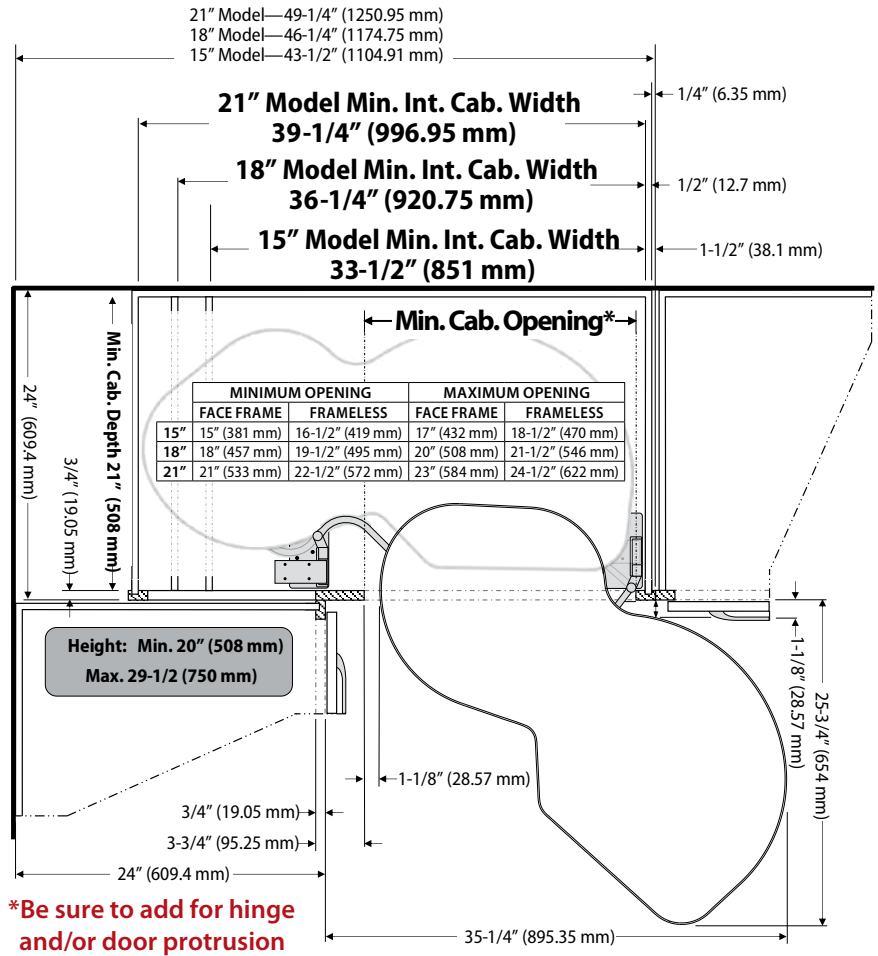 21” Model—49-1/4” (1250.95 mm)
18” Model—46-1/4” (1174.75 mm)
15” Model—43-1/2” (1104.91 mm)
1/4” (6.35 mm)
21” Model Min. Int. Cab. Width
39-1/4” (996.95 mm)
18” Model Min. Int. Cab. Width
36-1/4” (920.75 mm)
1/2” (12.7 mm)
15” Model Min. Int. Cab. Width
33-1/2” (851 mm)
1-1/2” (38.1 mm)
Min. Cab. Opening*
24” (609.4 mm)
3/4” (19.05 mm)
Min. Cab. Depth 21” (508 mm)
MINIMUM OPENING MAXIMUM OPENING
FACE FRAME FRAMELESS FACE FRAME FRAMELESS
15” 15” (381 mm) 16-1/2” (419 mm) 17” (432 mm) 18-1/2” (470 mm)
18” 18” (457 mm) 19-1/2” (495 mm) 20” (508 mm) 21-1/2” (546 mm)
21” 21” (533 mm) 22-1/2” (572 mm) 23” (584 mm) 24-1/2” (622 mm)
Height: Min. 20” (508 mm)
Max. 29-1/2 (750 mm)
1-1/8” (28.57 mm)
25-3/4” (654 mm)
1-1/8” (28.57 mm)
3/4” (19.05 mm)
3-3/4” (95.25 mm)
24” (609.4 mm)
*Be sure to add for hinge
and/or door protrusion
35-1/4” (895.35 mm)